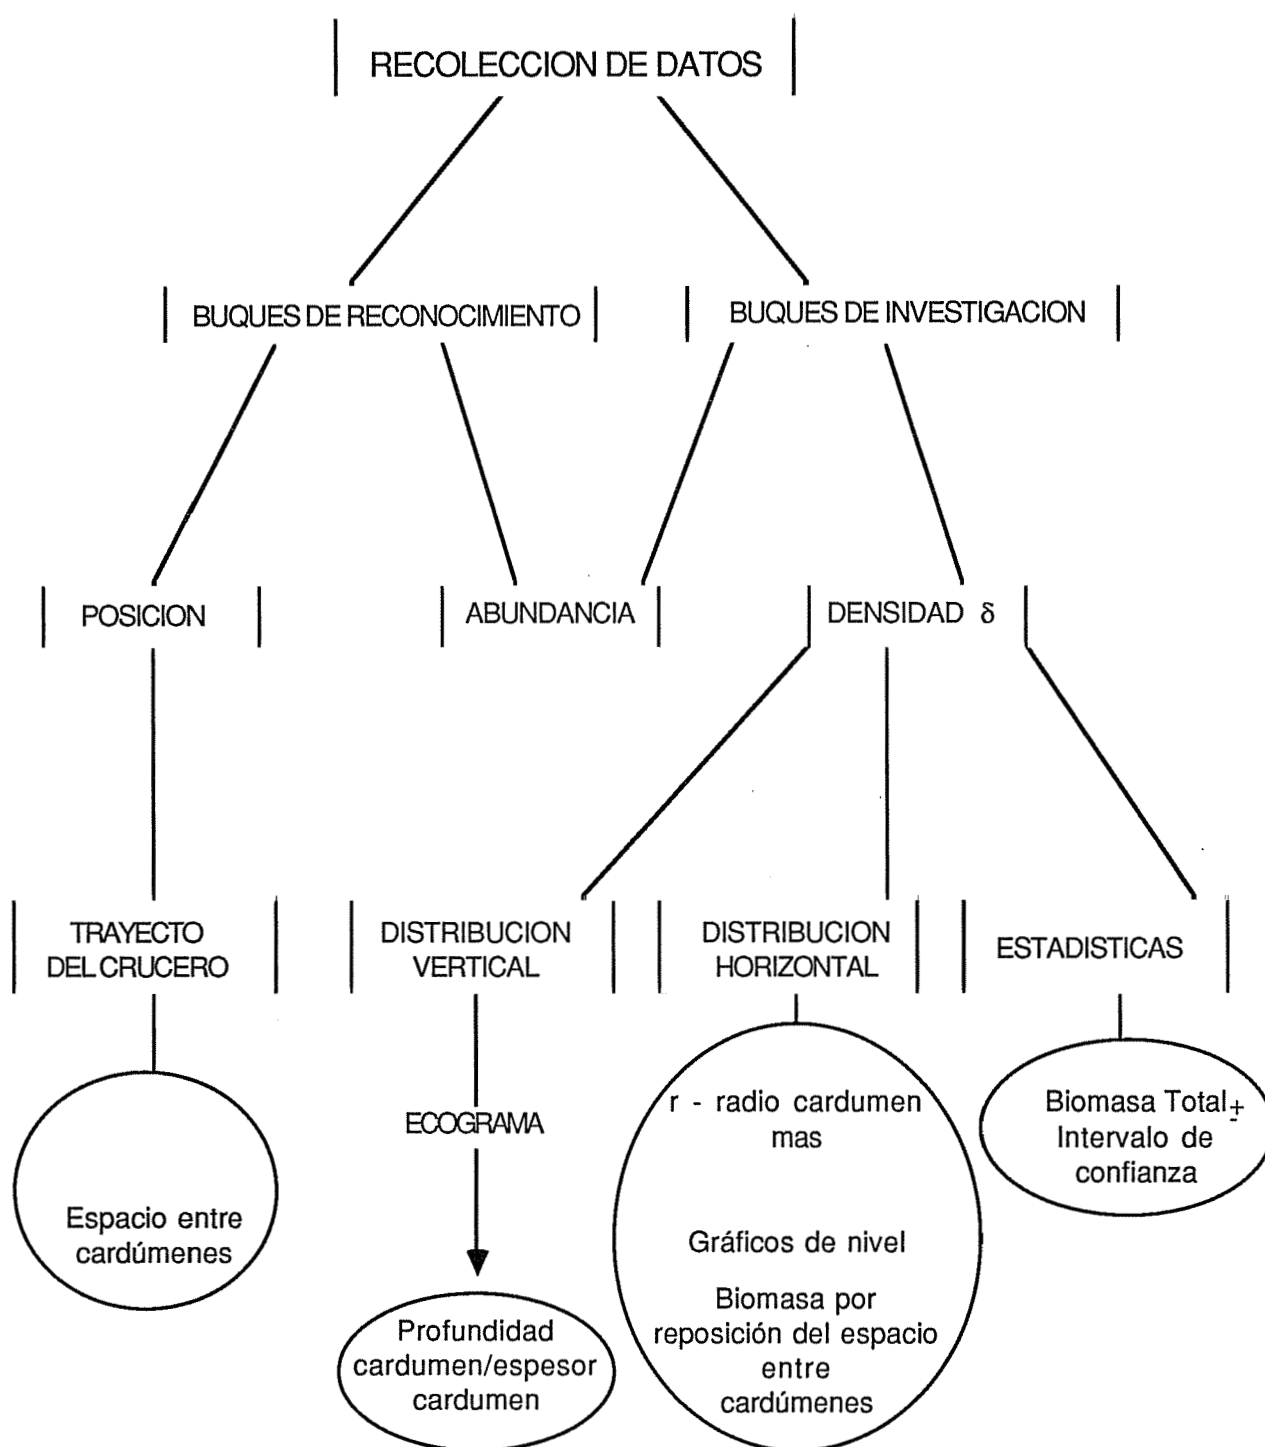 RECOLECCION DE DATOS
BUQUES DE RECONOCIMIENTO
BUQUES DE INVESTIGACION
POSICION
ABUNDANCIA
DENSIDAD δ
TRAYECTO
DEL CRUCERO
DISTRIBUCION
VERTICAL
DISTRIBUCION
HORIZONTAL
ESTADISTICAS
Espacio entre
cardúmenes
ECOGRAMA
Profundidad
cardumen/espesor
cardumen
r - radio cardumen
mas
Gráficos de nivel
Biomasa por
reposición del espacio
entre
cardúmenes
Biomasa Total ±
Intervalo de
confianza